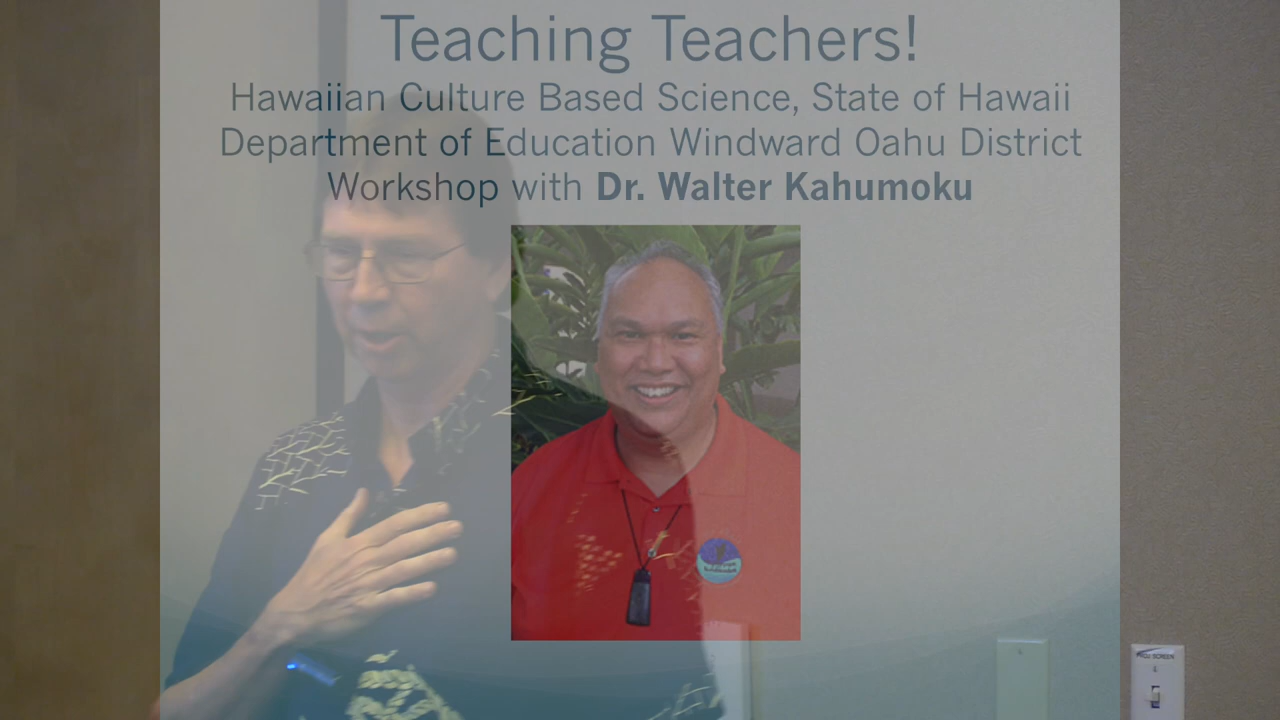 Teaching Teachers!
Hawaiian Culture Based Science, State of Hawaii
Department of Education Windward Oahu District
Workshop with Dr. Walter Kahumoku
SCREEN